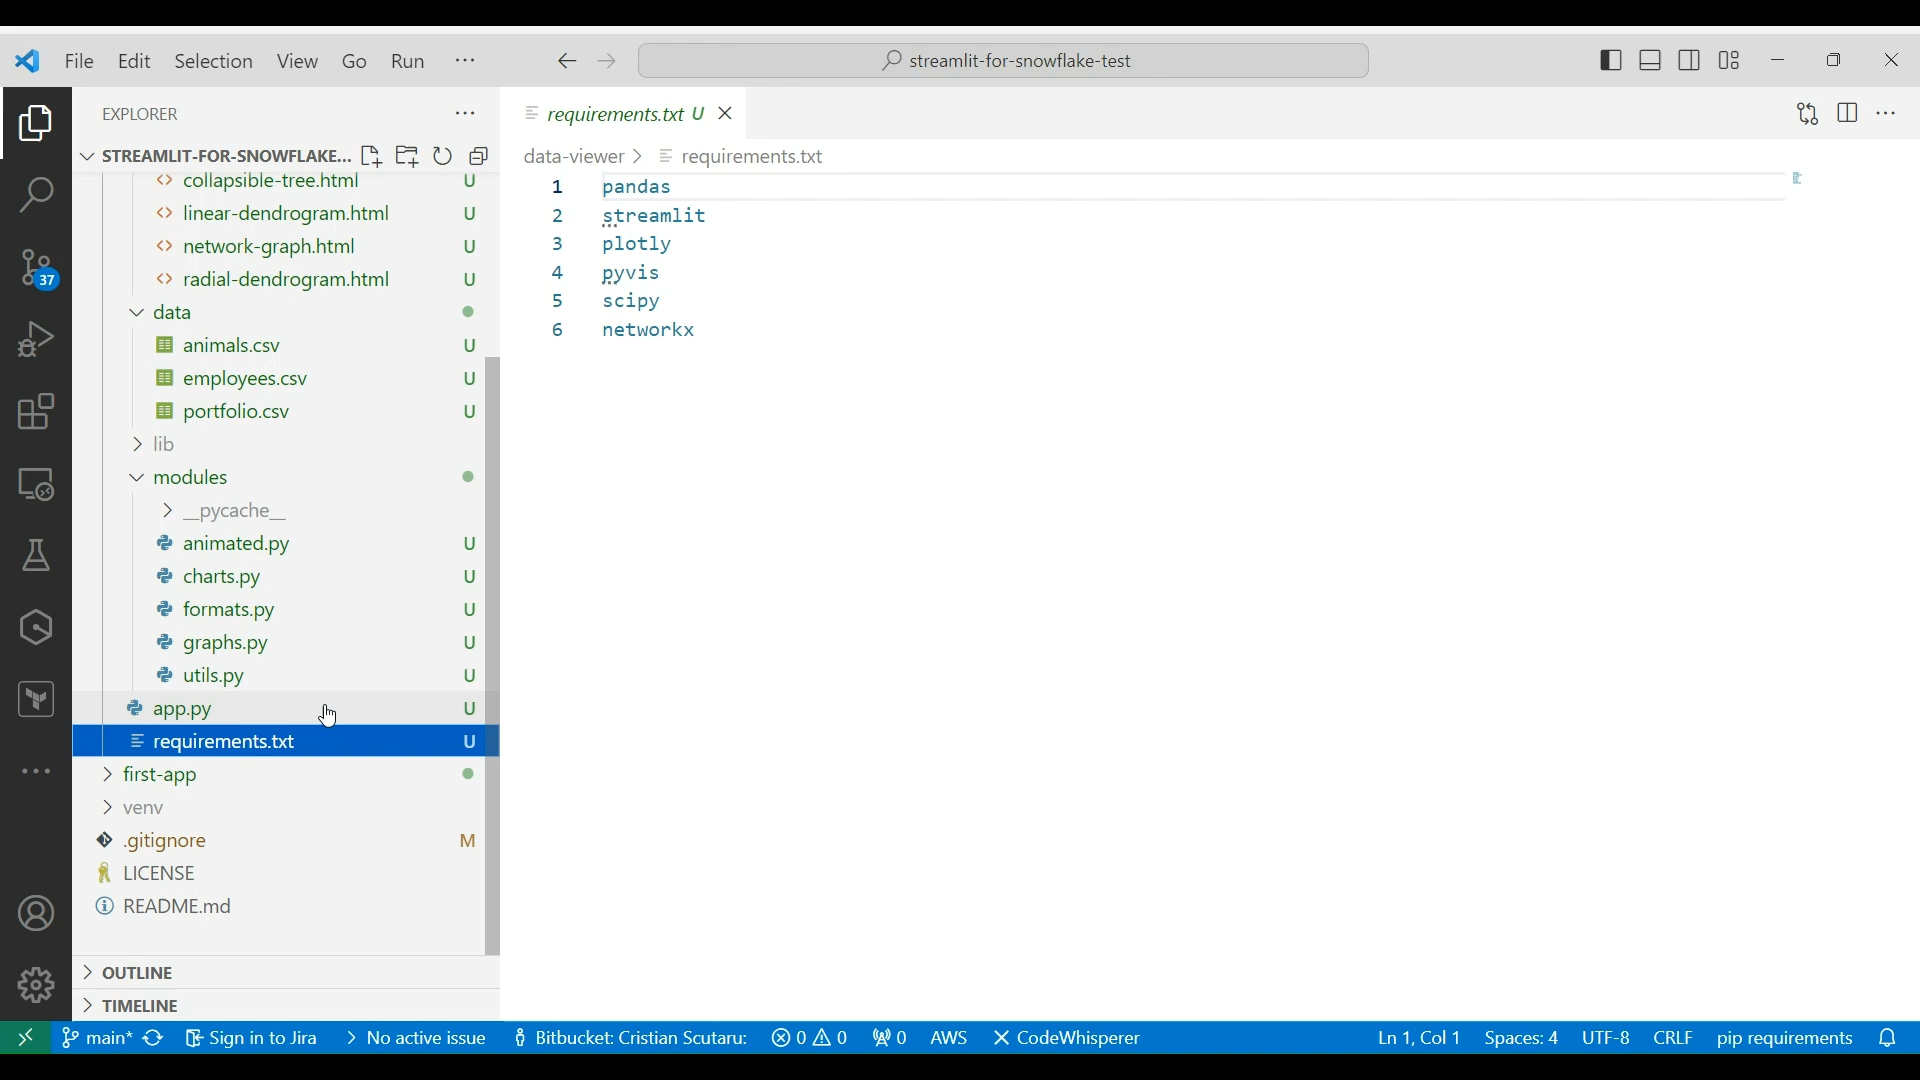 File Edit Selection View Go Run ··· streamlit-for-snowflake-test
EXPLORER
STREAMLIT-FOR-SNOWFLAKE...
collapsible-tree.html U
linear-dendrogram.html U
network-graph.html U
radial-dendrogram.html U
data
animals.csv U
employees.csv U
portfolio.csv U
lib
modules
__pycache__
animated.py U
charts.py U
formats.py U
graphs.py U
utils.py U
app.py U
requirements.txt U
first-app
venv
.gitignore M
LICENSE
README.md
OUTLINE
TIMELINE
37
requirements.txt U
data-viewer > requirements.txt
1 pandas
2 streamlit
3 plotly
4 pyvis
5 scipy
6 networkx
main* Sign in to Jira > No active issue Bitbucket: Cristian Scutaru: 0 0 0 AWS CodeWhisperer Ln 1, Col 1 Spaces: 4 UTF-8 CRLF pip requirements